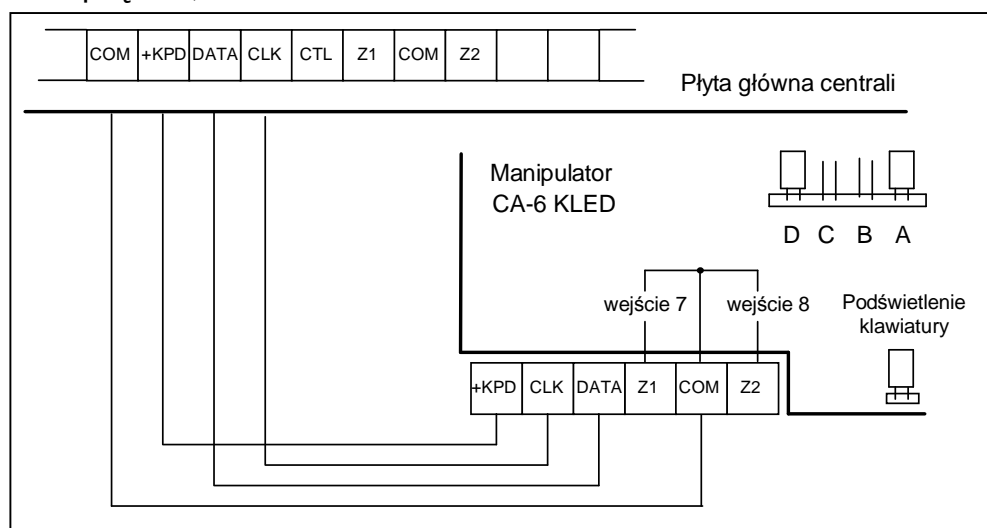 COM +KPD DATA CLK CTL Z1 COM Z2
Płyta główna centrali
Manipulator
CA-6 KLED
D C B A
wejście 7 wejście 8
Podświetlenie
klawiatury
+KPD CLK DATA Z1 COM Z2